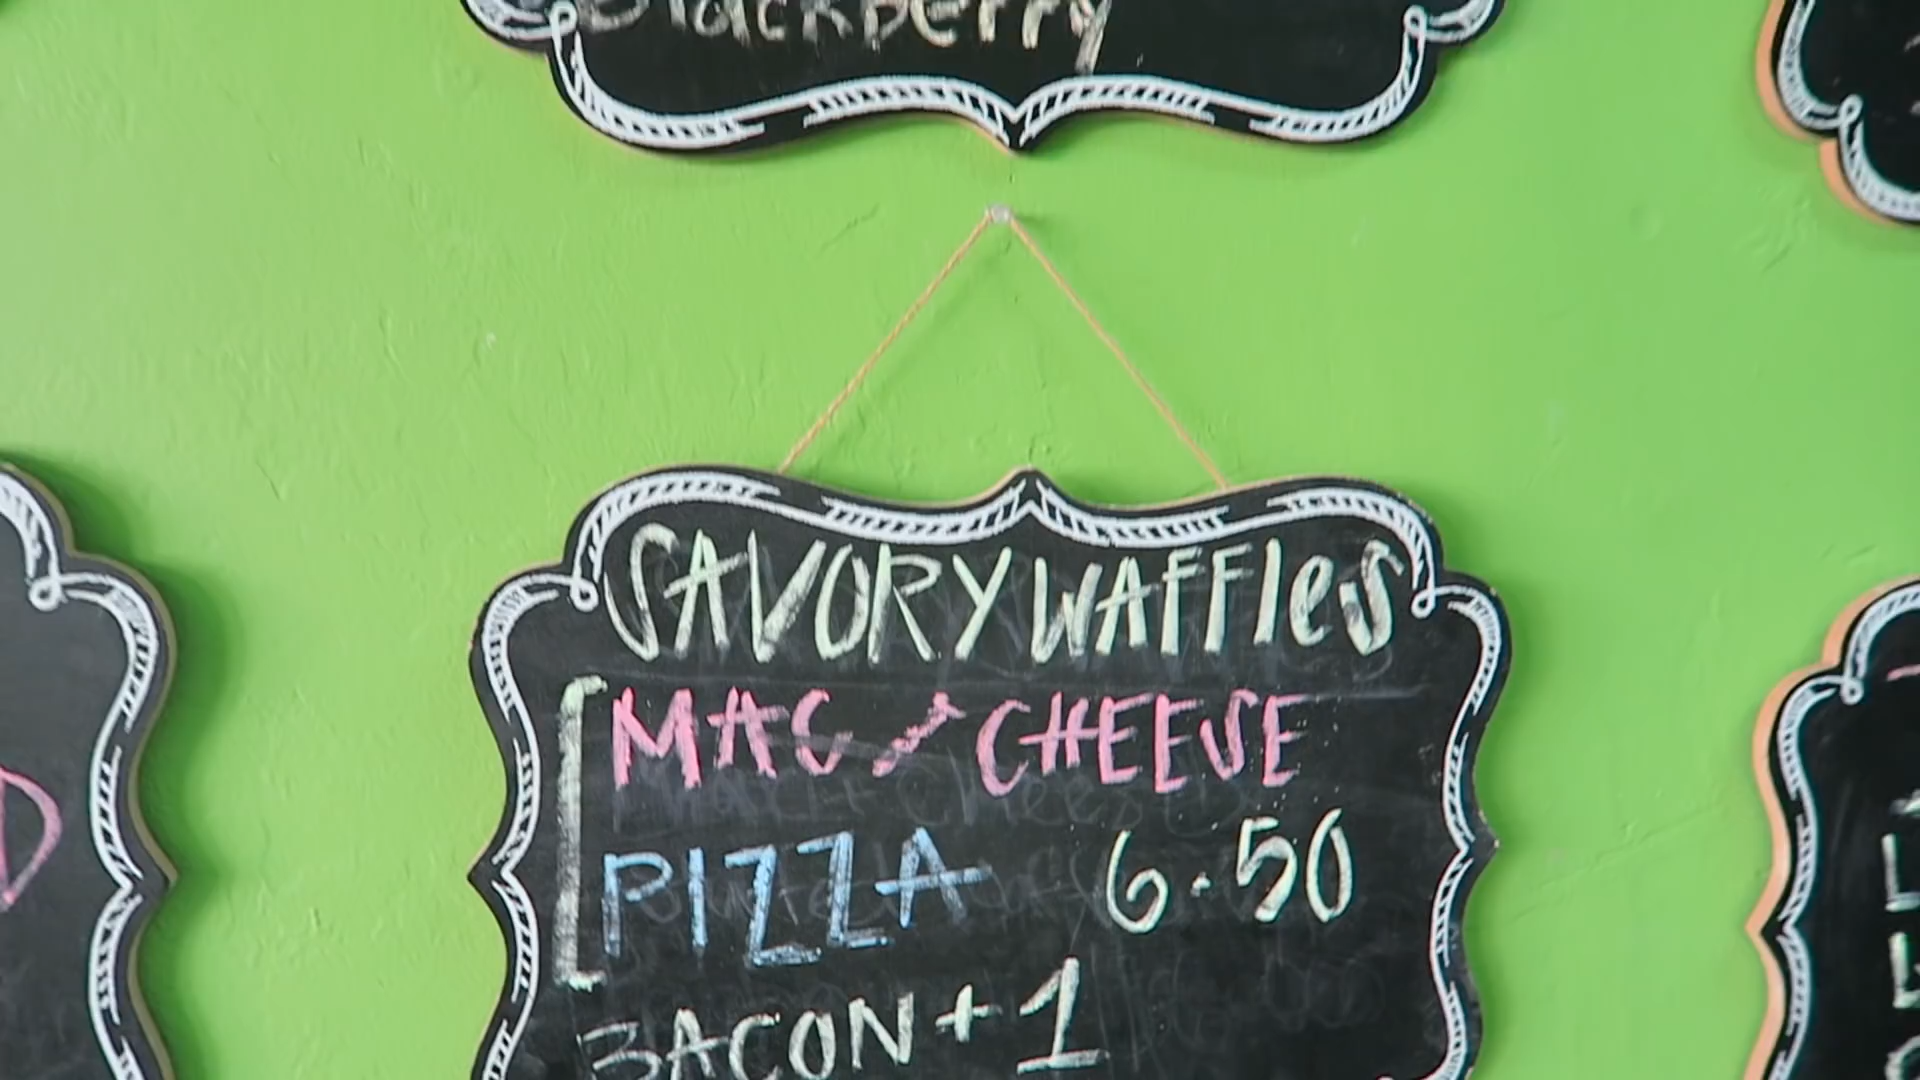 Blackberry
SAVORY WAFFles
MAC / CHEESE
PIZZA 6.50
BACON + 1